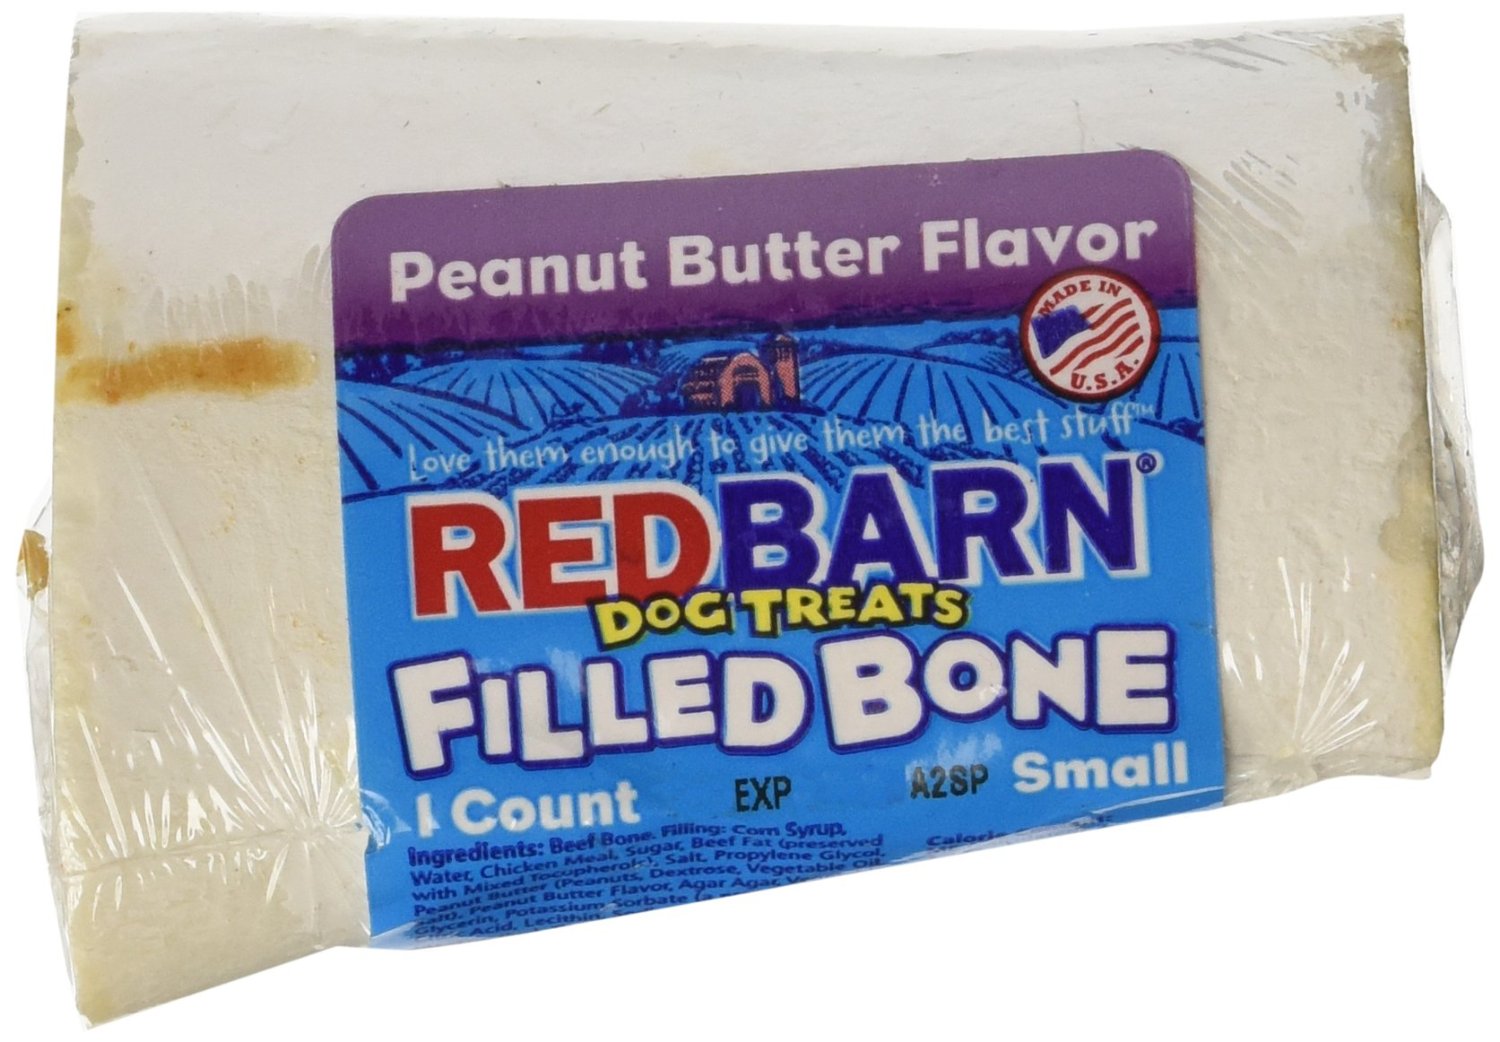 Peanut Butter Flavor
MADE IN
U.S.A.
Love them enough to give them the best stuff™
REDBARN®
DOG TREATS
FILLED BONE
1 Count EXP A2SP Small
Ingredients: Beef Bone. Filling: Corn Syrup,
Water, Chicken Meal, Sugar, Beef Fat (preserved
with Mixed Tocopherols), Salt, Propylene Glycol,
Peanut Butter (Peanuts, Dextrose, Vegetable Oil,
Salt), Peanut Butter Flavor, Agar Agar,
Glycerin, Potassium Sorbate
Acid, Lecithin,